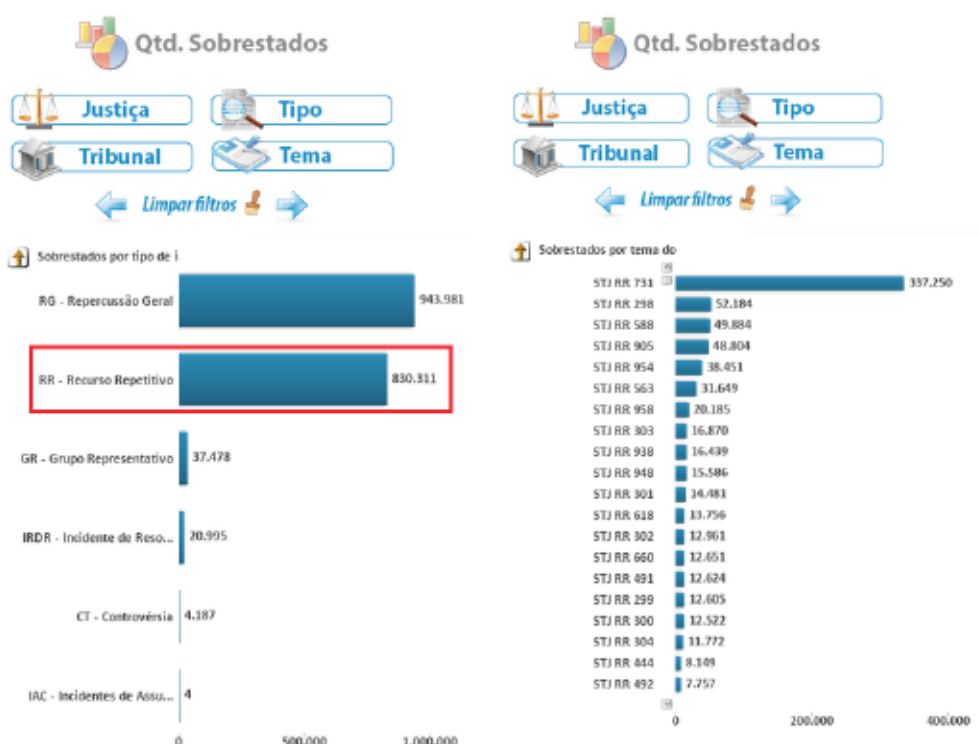 Qtd. Sobrestados
Justiça
Tipo
Tribunal
Tema
Limpar filtros
Sobrestados por tipo de i
RG - Repercussão Geral 943.981
RR - Recurso Repetitivo 830.311
GR - Grupo Representativo 37.478
IRDR - Incidente de Reso... 20.995
CT - Controvérsia 4.187
IAC - Incidentes de Assu... 4
0 500.000 1.000.000
Qtd. Sobrestados
Justiça
Tipo
Tribunal
Tema
Limpar filtros
Sobrestados por tema do
STJ RR 731 337.250
STJ RR 298 52.184
STJ RR 588 49.884
STJ RR 905 48.804
STJ RR 954 38.451
STJ RR 563 31.649
STJ RR 958 20.185
STJ RR 303 16.870
STJ RR 938 16.439
STJ RR 948 15.586
STJ RR 301 14.481
STJ RR 618 13.756
STJ RR 302 12.961
STJ RR 660 12.651
STJ RR 491 12.624
STJ RR 299 12.605
STJ RR 300 12.522
STJ RR 304 11.772
STJ RR 444 8.149
STJ RR 492 7.757
0 200.000 400.000